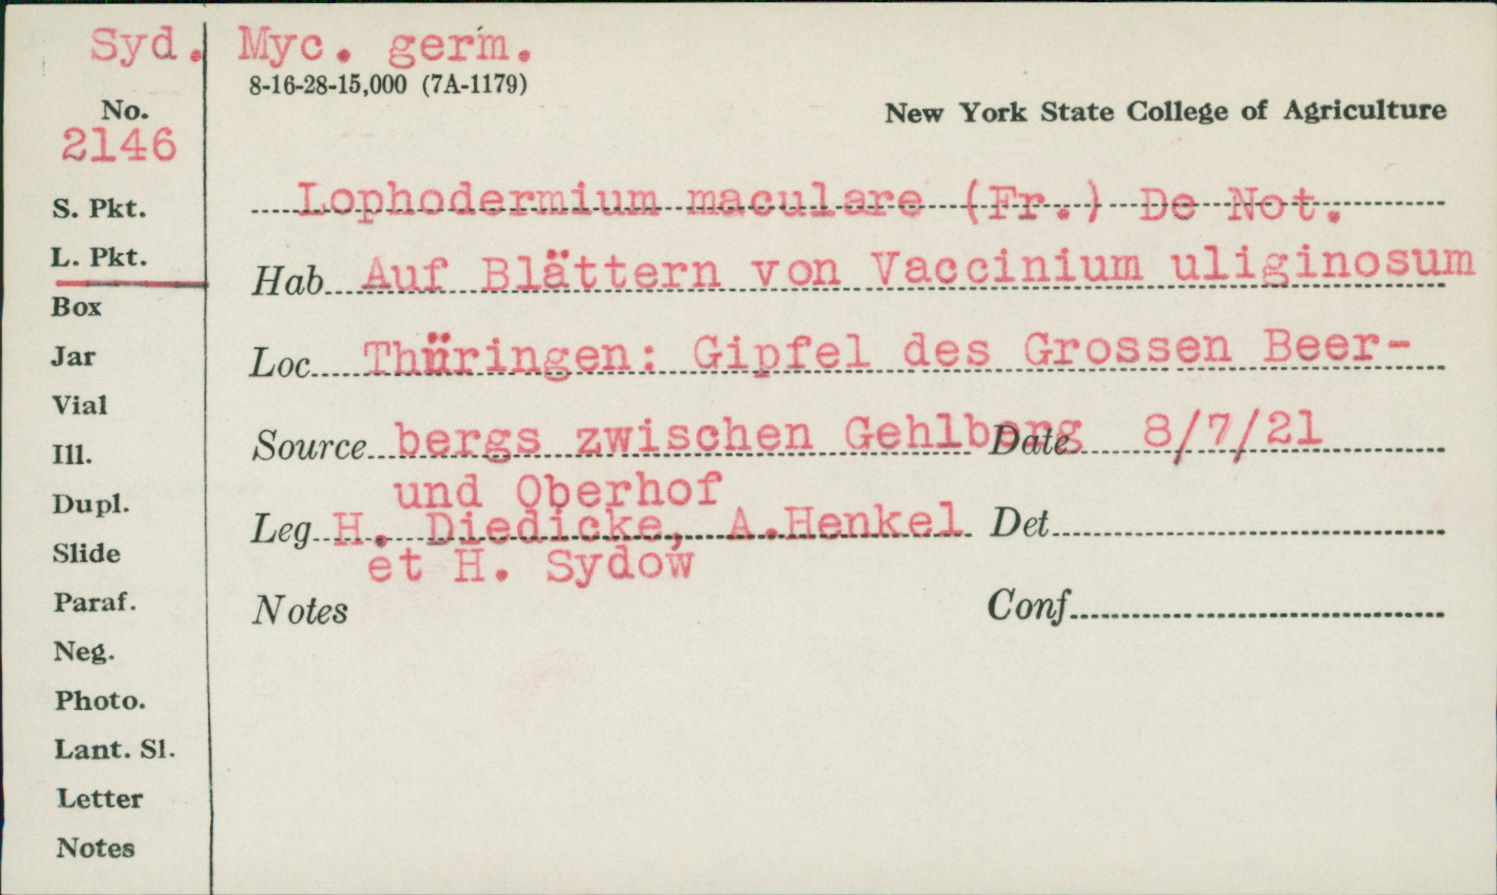 Syd. Myc. germ.
8-16-28-15,000 (7A-1179)
No.
New York State College of Agriculture
2146
S. Pkt.
L. Pkt.
Box
Jar
Vial
Ill.
Dupl.
Slide
Paraf.
Neg.
Photo.
Lant. Sl.
Letter
Notes
Lophodermium maculare (Fr.) De Not.
Hab. Auf Blättern von Vaccinium uliginosum
Loc. Thüringen: Gipfel des Grossen Beer-
Source bergs zwischen Gehlberg Date 8/7/21
und Oberhof
Leg. H. Diedicke, A.Henkel Det
et H. Sydow
Notes Conf